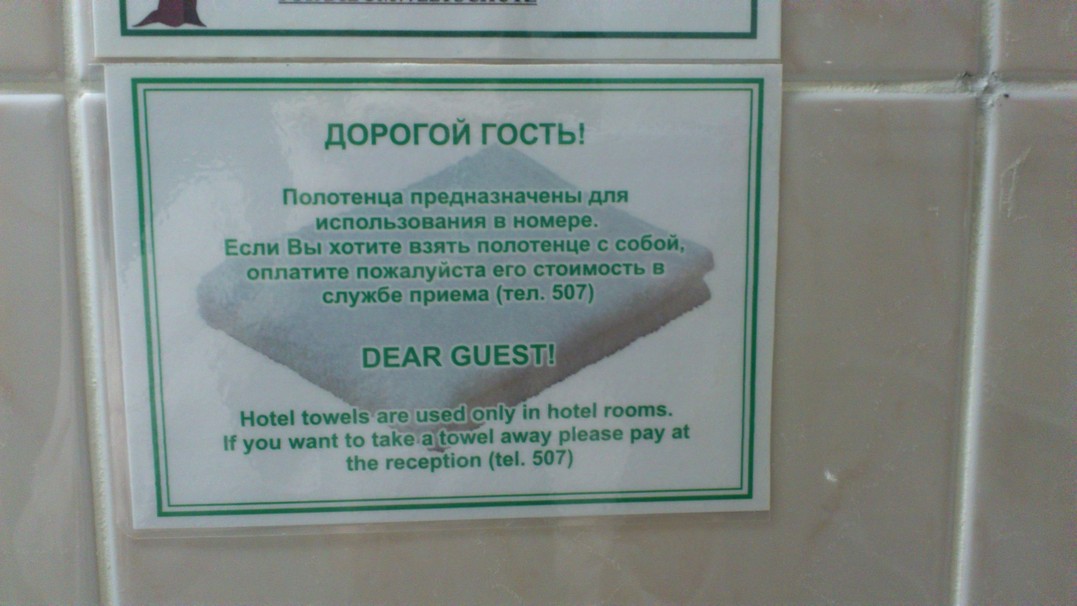 ДОРОГОЙ ГОСТЬ!
Полотенца предназначены для
использования в номере.
Если Вы хотите взять полотенце с собой,
оплатите пожалуйста его стоимость в
службе приема (тел. 507)
DEAR GUEST!
Hotel towels are used only in hotel rooms.
If you want to take a towel away please pay at
the reception (tel. 507)